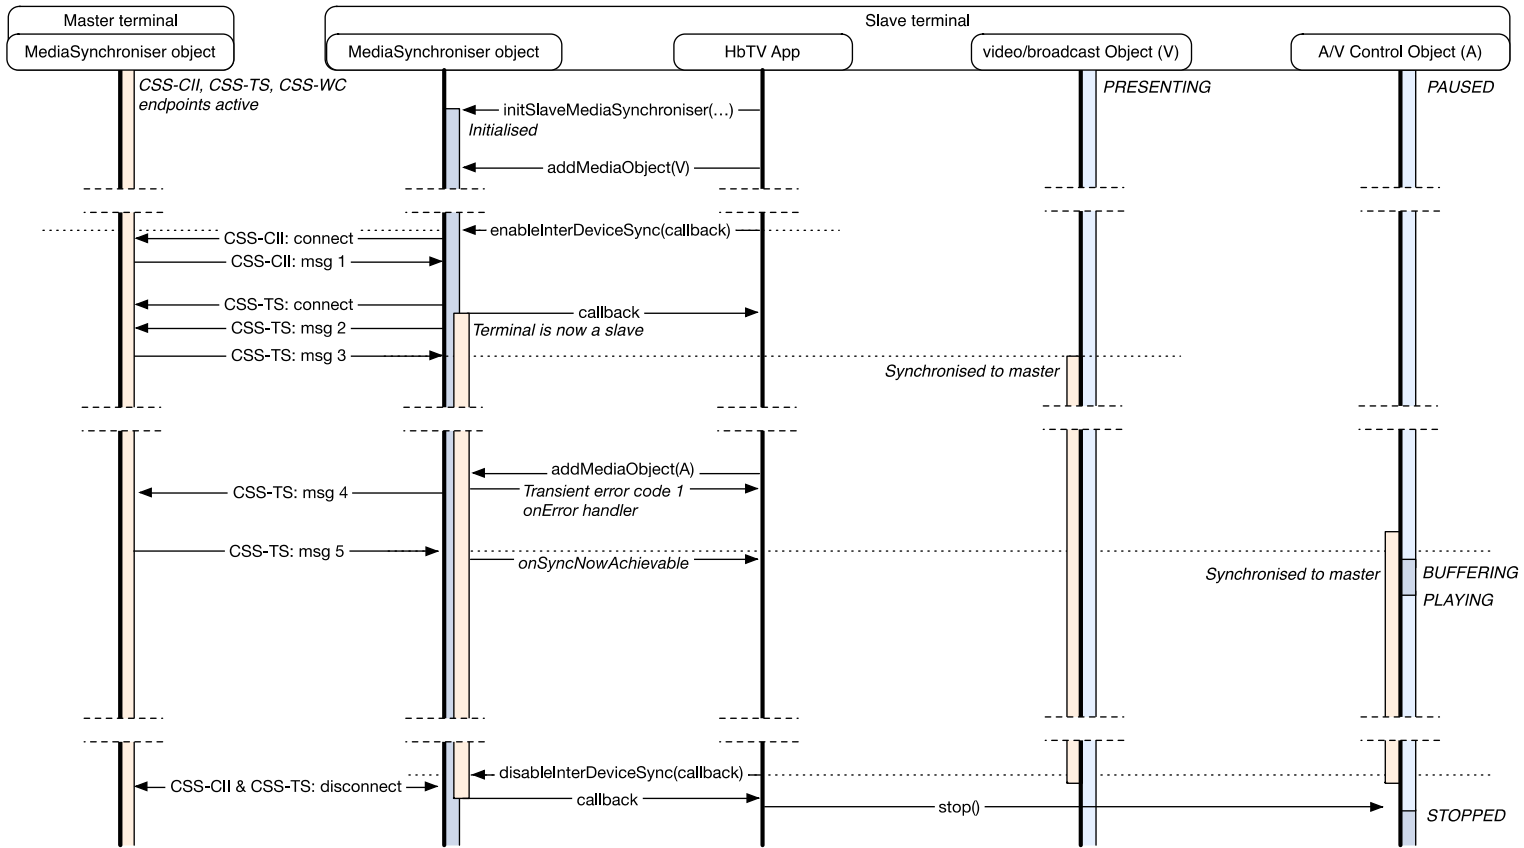 Master terminal
Slave terminal
MediaSynchroniser object
MediaSynchroniser object
HbTV App
video/broadcast Object (V)
A/V Control Object (A)
CSS-CII, CSS-TS, CSS-WC
endpoints active
PRESENTING
PAUSED
initSlaveMediaSynchroniser(…)
Initialised
addMediaObject(V)
enableInterDeviceSync(callback)
CSS-CII: connect
CSS-CII: msg 1
CSS-TS: connect
callback
CSS-TS: msg 2
Terminal is now a slave
CSS-TS: msg 3
Synchronised to master
addMediaObject(A)
CSS-TS: msg 4
Transient error code 1
onError handler
CSS-TS: msg 5
onSyncNowAchievable
Synchronised to master
BUFFERING
PLAYING
disableInterDeviceSync(callback)
CSS-CII & CSS-TS: disconnect
callback
stop()
STOPPED